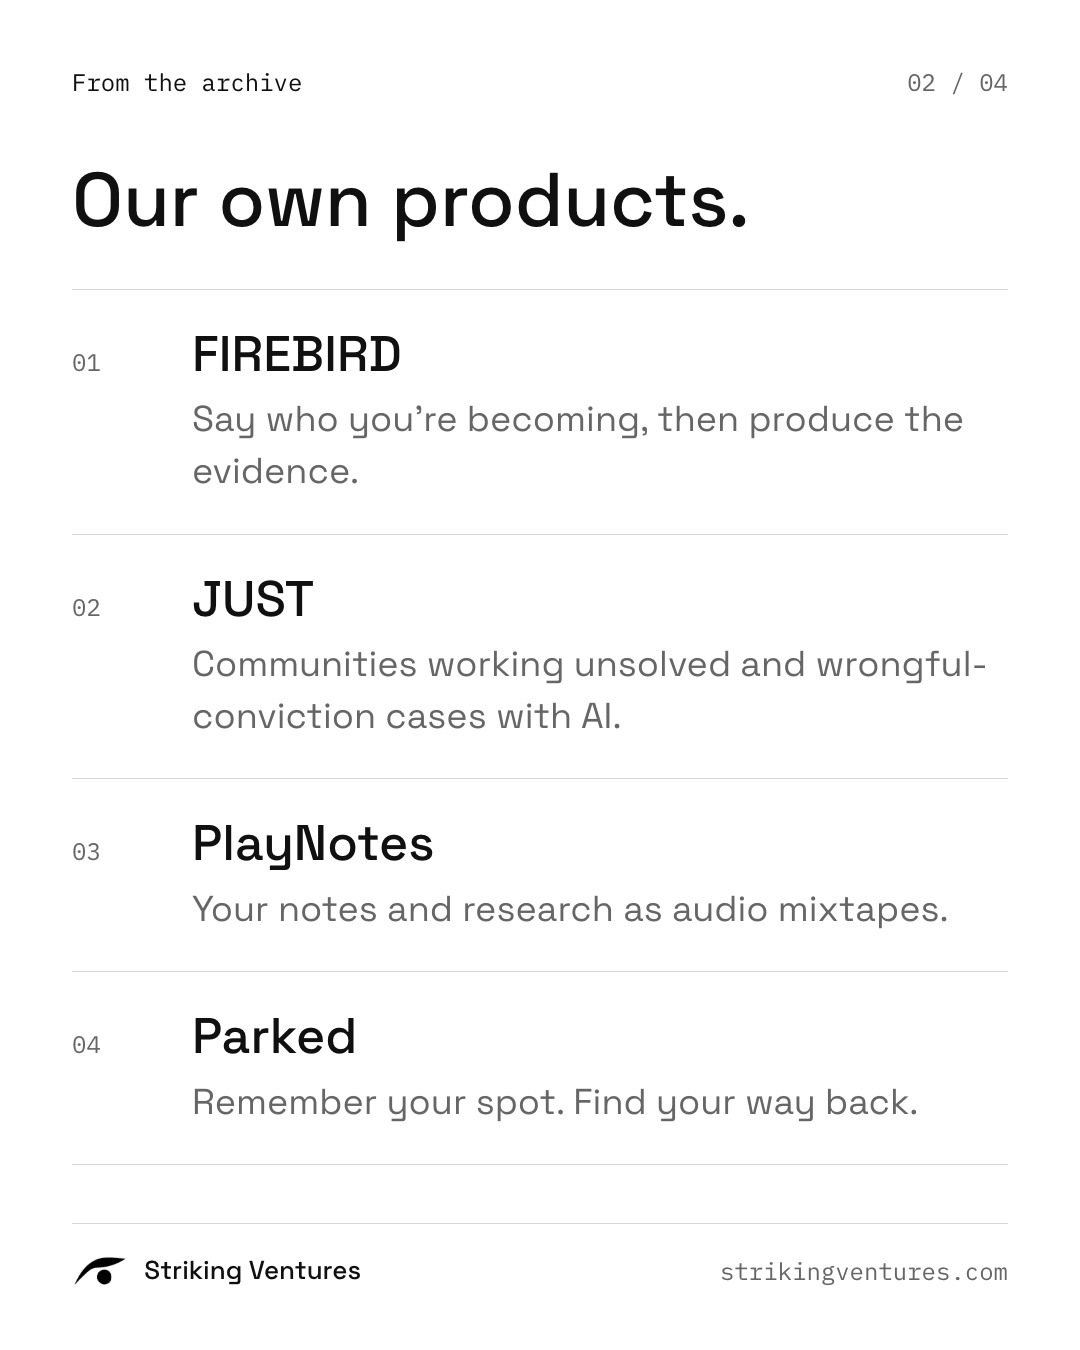 From the archive
02 / 04
Our own products.
01
FIREBIRD
Say who you’re becoming, then produce the
evidence.
02
JUST
Communities working unsolved and wrongful-
conviction cases with AI.
03
PlayNotes
Your notes and research as audio mixtapes.
04
Parked
Remember your spot. Find your way back.
Striking Ventures
strikingventures.com